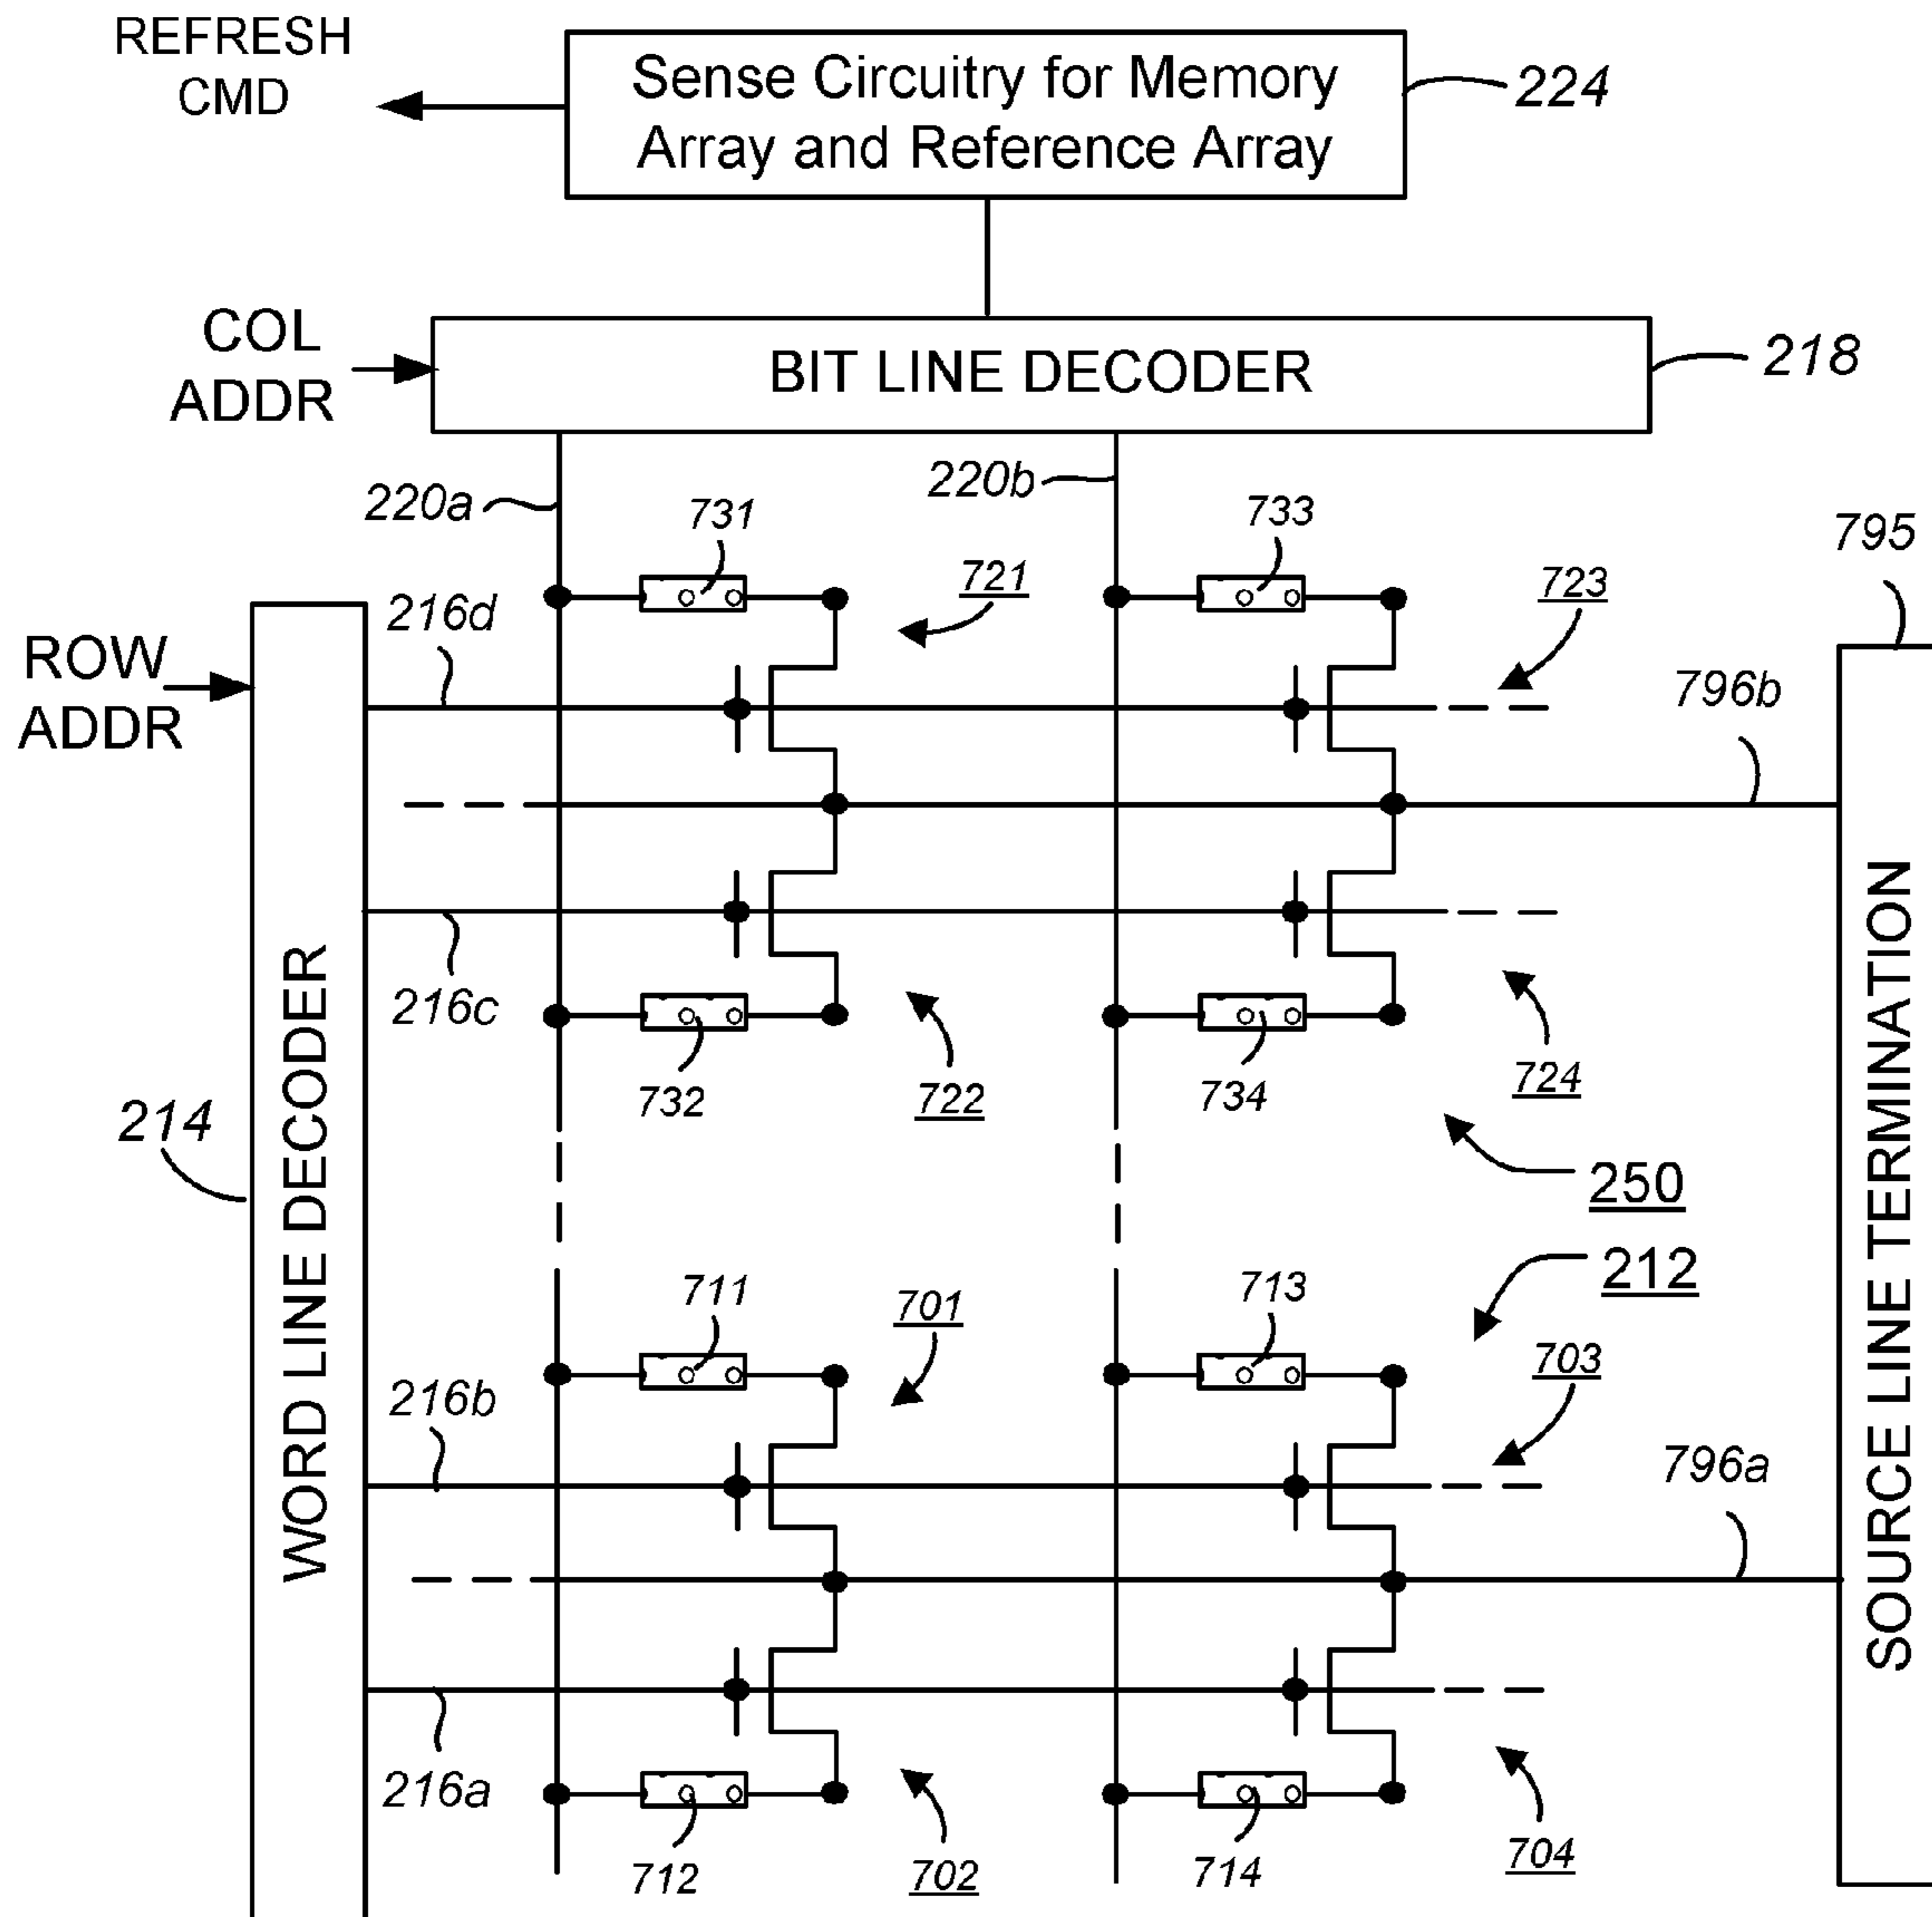 REFRESH
CMD
Sense Circuitry for Memory
Array and Reference Array
224
COL
ADDR
BIT LINE DECODER
218
220a
220b
731
733
795
721
723
216d
ROW
ADDR
796b
216c
732
722
734
724
214
WORD LINE DECODER
SOURCE LINE TERMINATION
250
212
711
713
701
703
216b
796a
216a
712
702
714
704